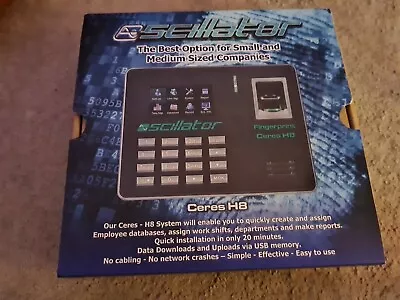 Oscillator
The Best Option for Small and
Medium Sized Companies
Oscillator
Fingerprint
Ceres H8
Ceres H8
Our Ceres - H8 System will enable you to quickly create and assign
Employee databases, assign work shifts, departments and make reports.
Quick installation in only 20 minutes.
Data Downloads and Uploads via USB memory.
No cabling - No network crashes - Simple - Effective - Easy to use